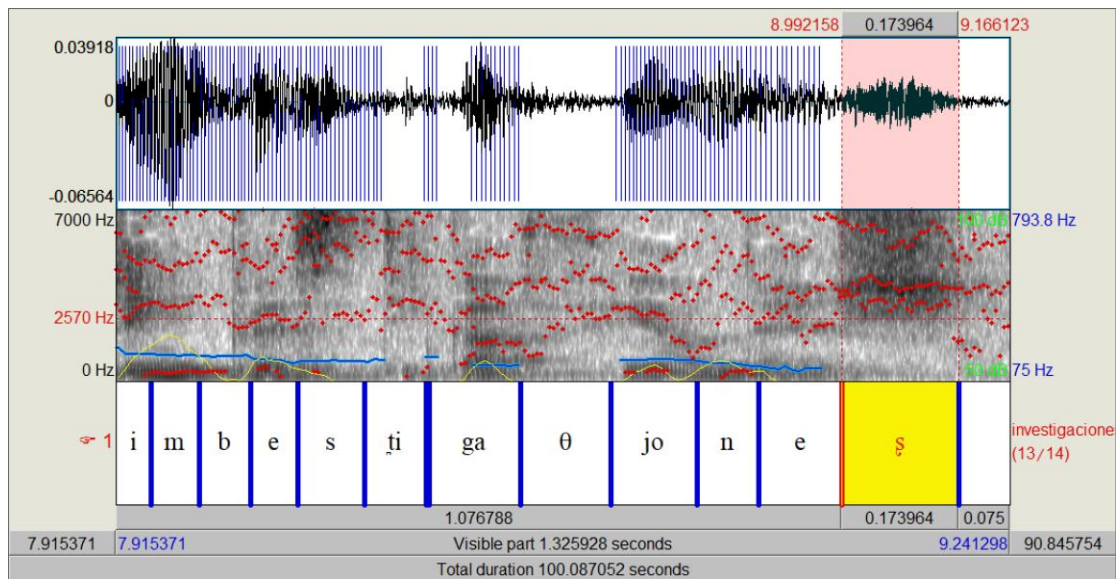 8.992158 0.173964 9.166123
0.03918
0
-0.06564
7000 Hz 100 dB 793.8 Hz
2570 Hz
0 Hz 50 dB 75 Hz
☞ 1 i m b e s ga θ jo n e investigacione
(13/14)
1.076788 0.173964 0.075
7.915371 7.915371 Visible part 1.325928 seconds 9.241298 90.845754
Total duration 100.087052 seconds